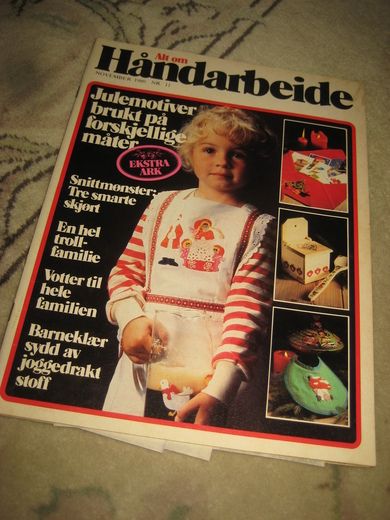 Alt om
Håndarbeide
NOVEMBER 1980 NR. 11
Julemotiver
brukt på
forskjellige
måter
EKSTRA
ARK
Snittmønster:
Tre smarte
skjørt
En hel
troll-
familie
Votter til
hele
familien
Barneklær
sydd av
joggedrakt
stoff